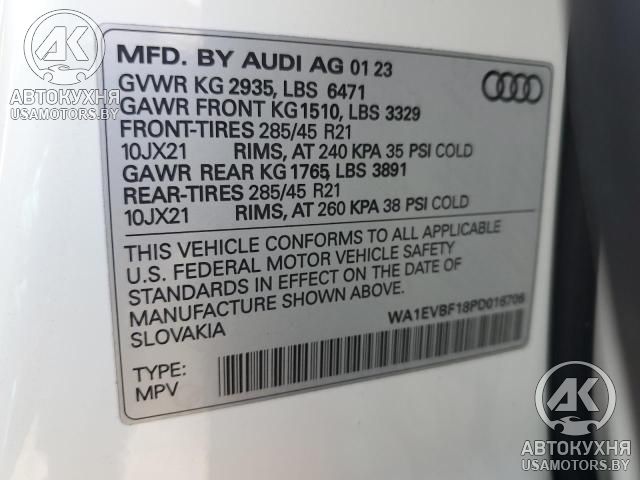 MFD. BY AUDI AG 01 23
GVWR KG 2935, LBS 6471
GAWR FRONT KG1510, LBS 3329
FRONT-TIRES 285/45 R21
10JX21 RIMS, AT 240 KPA 35 PSI COLD
GAWR REAR KG 1765, LBS 3891
REAR-TIRES 285/45 R21
10JX21 RIMS, AT 260 KPA 38 PSI COLD
THIS VEHICLE CONFORMS TO ALL APPLICABLE
U.S. FEDERAL MOTOR VEHICLE SAFETY
STANDARDS IN EFFECT ON THE DATE OF
MANUFACTURE SHOWN ABOVE.
SLOVAKIA
WA1EVBF18PD016706
TYPE:
MPV
АК
АВТОКУХНЯ
USAMOTORS.BY
АК
АВТОКУХНЯ
USAMOTORS.BY